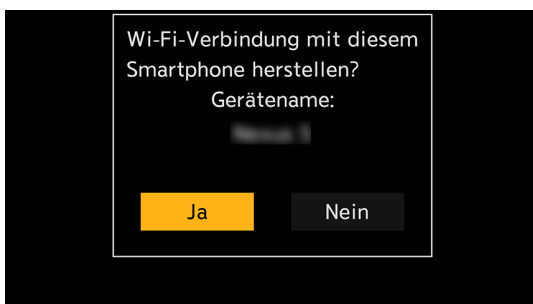 Wi-Fi-Verbindung mit diesem
Smartphone herstellen?
Gerätename:
Ja Nein